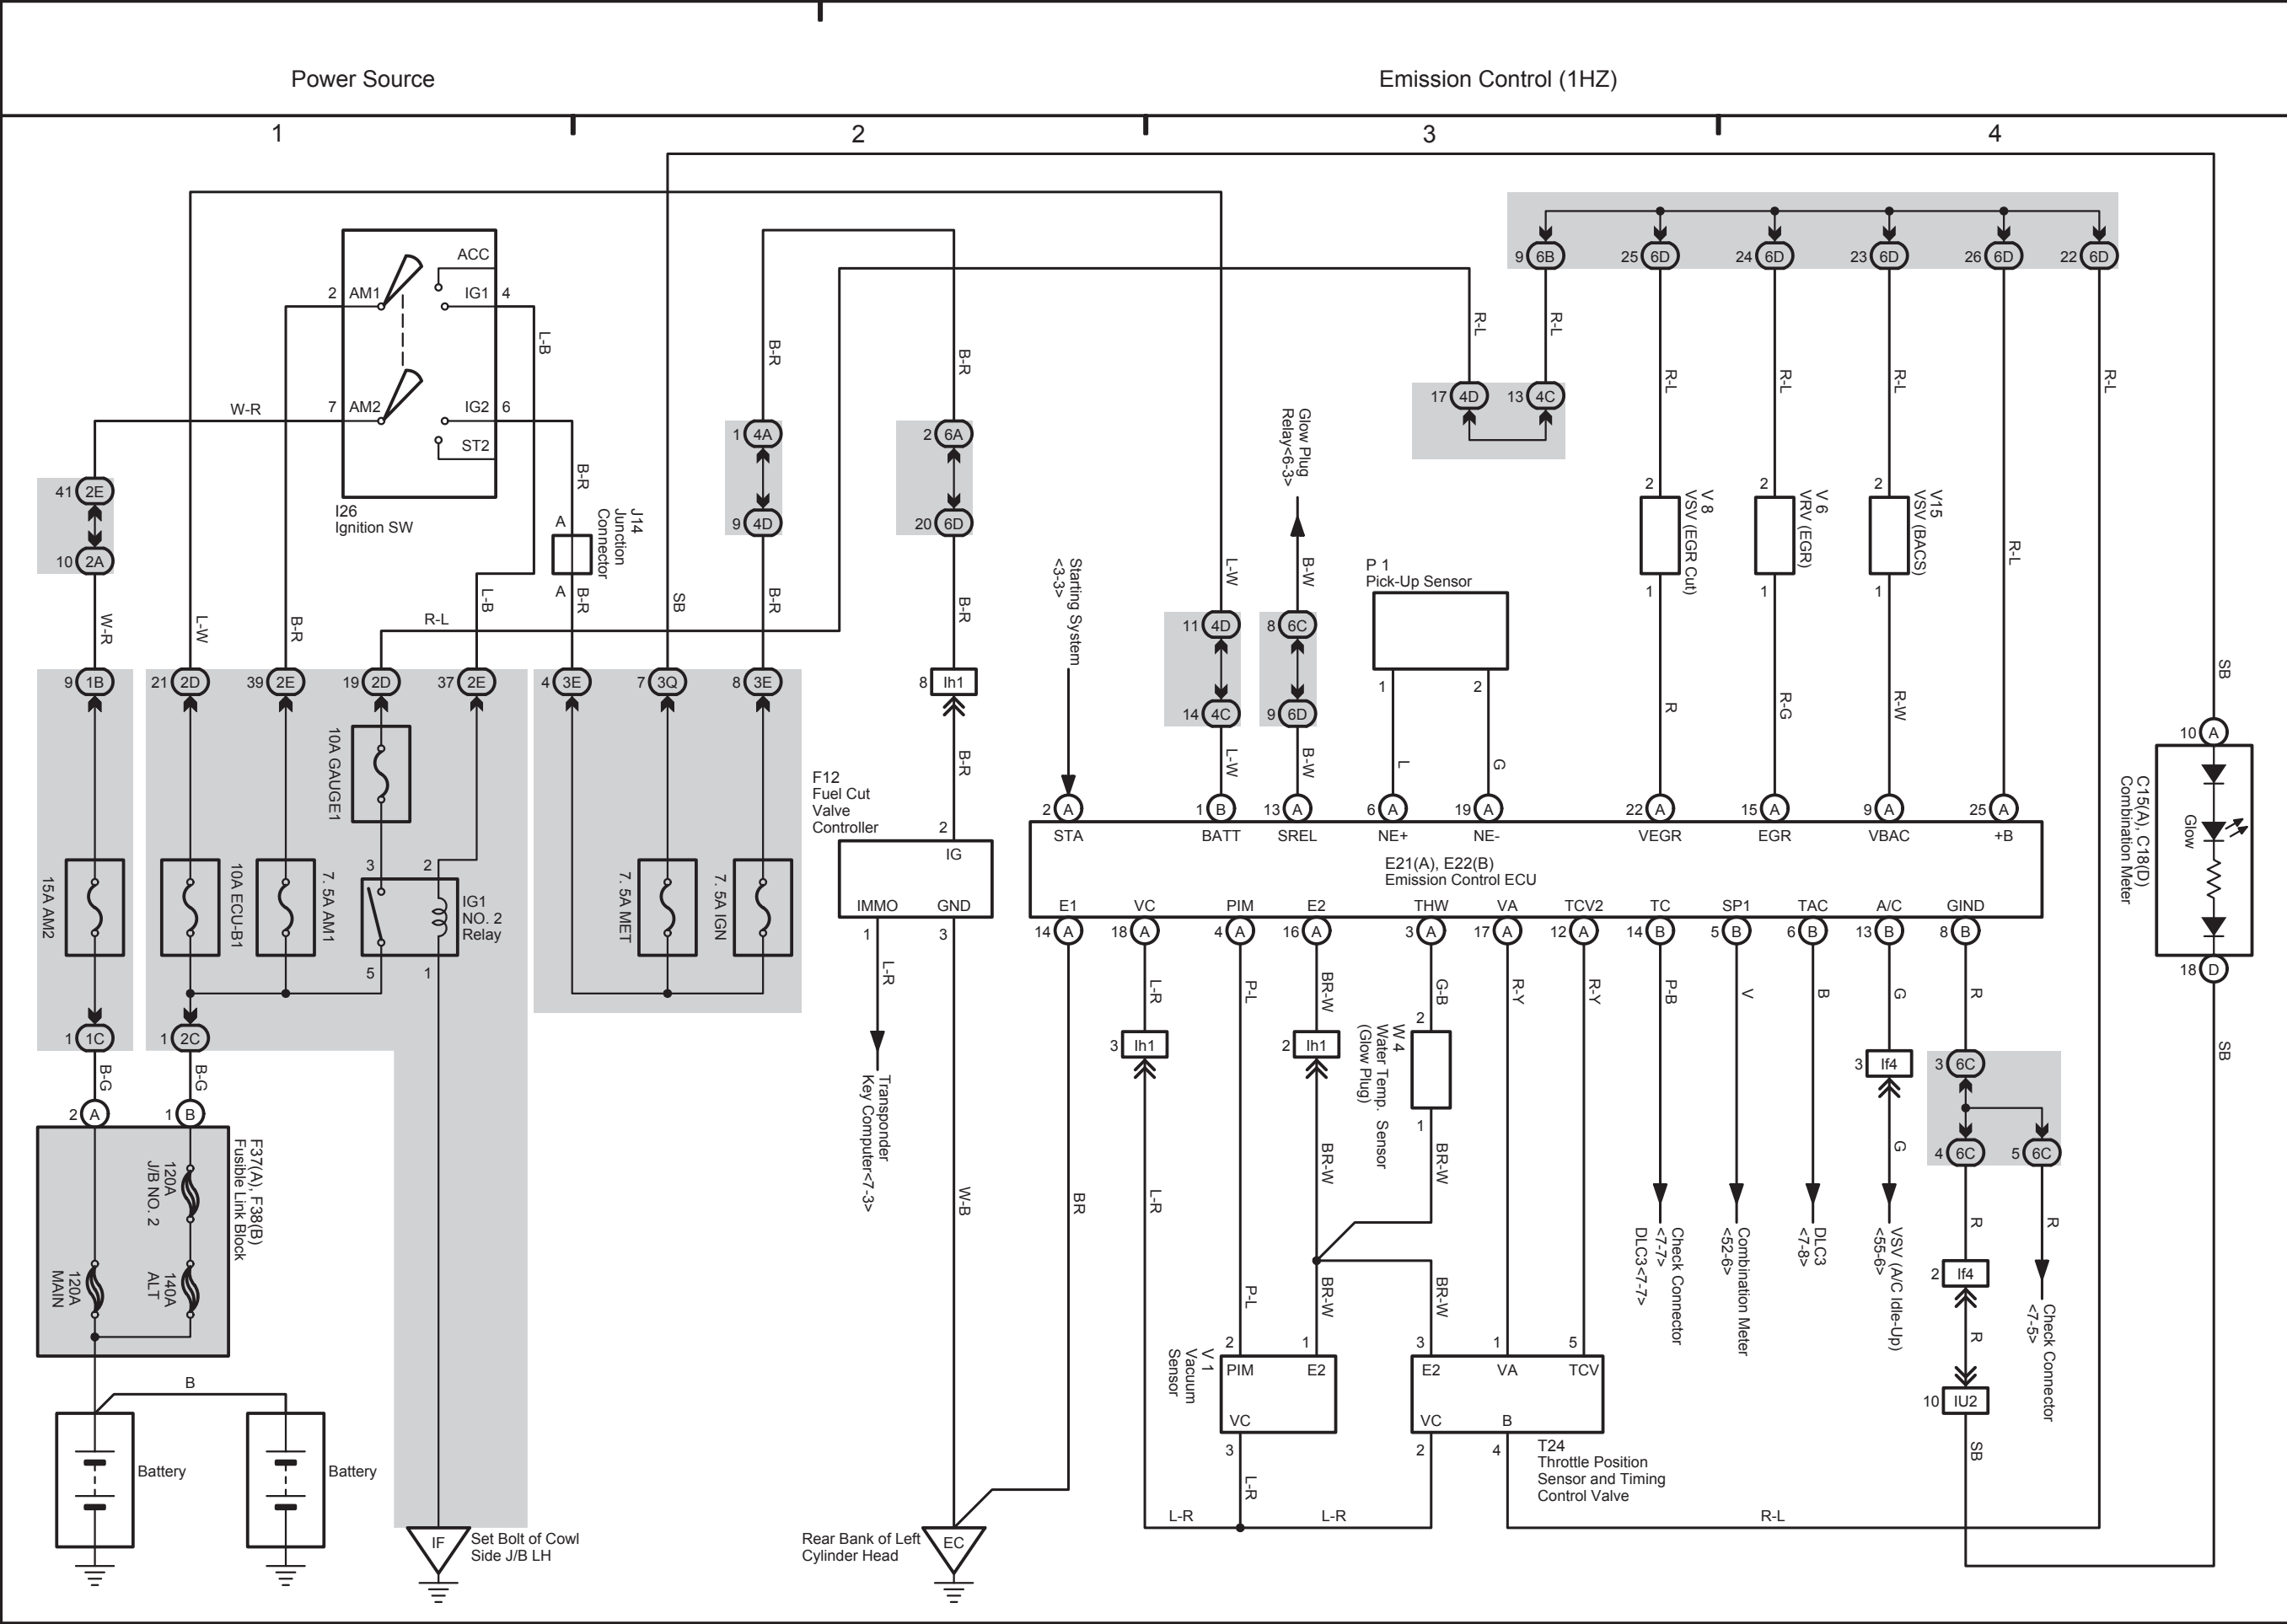 Power Source
Emission Control (1HZ)
1
2
3
4
ACC
2 AM1
IG1 4
L-B
W-R
7 AM2
IG2 6
ST2
I26
Ignition SW
41 2E
10 2A
W-R
L-W
B-R
B-R
A
J14
Junction
Connector
A
B-R
L-B
R-L
SB
B-R
1 4A
9 4D
B-R
B-R
2 6A
20 6D
B-R
8 Ih1
B-R
9 1B
21 2D
39 2E
19 2D
37 2E
4 3E
7 3Q
8 3E
15A AM2
10A ECU-B1
7. 5A AM1
10A GAUGE1
3
2
5
1
IG1
NO. 2
Relay
7. 5A MET
7. 5A IGN
1 1C
1 2C
B-G
B-G
2 A
1 B
F37(A), F38(B)
Fusible Link Block
120A
J/B NO. 2
120A
MAIN
140A
ALT
B
Battery
Battery
IF
Set Bolt of Cowl
Side J/B LH
F12
Fuel Cut
Valve
Controller
2
IG
IMMO
GND
1
3
L-R
Transponder
Key Computer<7-3>
W-B
Rear Bank of Left
Cylinder Head
EC
9 6B
25 6D
24 6D
23 6D
26 6D
22 6D
R-L
R-L
R-L
R-L
R-L
R-L
R-L
17 4D
13 4C
Glow Plug
Relay<6-3>
Starting System
<3-3>
L-W
B-W
11 4D
8 6C
14 4C
9 6D
L-W
B-W
P 1
Pick-Up Sensor
1
2
L
G
2
V 8
VSV (EGR Cut)
1
R
2
V 6
VRV (EGR)
1
R-G
2
V15
VSV (BACS)
1
R-W
2 A
1 B
13 A
6 A
19 A
22 A
15 A
9 A
25 A
STA
BATT
SREL
NE+
NE-
VEGR
EGR
VBAC
+B
E21(A), E22(B)
Emission Control ECU
E1
VC
PIM
E2
THW
VA
TCV2
TC
SP1
TAC
A/C
GIND
14 A
18 A
4 A
16 A
3 A
17 A
12 A
14 B
5 B
6 B
13 B
8 B
BR
L-R
3 Ih1
L-R
P-L
P-L
BR-W
2 Ih1
BR-W
BR-W
G-B
2
W 4
Water Temp. Sensor
(Glow Plug)
1
BR-W
BR-W
R-Y
R-Y
P-B
Check Connector
<7-7>
DLC3<7-7>
V
Combination Meter
<52-6>
B
DLC3
<7-8>
G
3 If4
G
VSV (A/C Idle-Up)
<55-6>
R
3 6C
4 6C
5 6C
R
R
Check Connector
<7-5>
2 If4
R
10 IU2
SB
2
1
PIM
E2
V 1
Vacuum
Sensor
VC
3
L-R
3
1
5
E2
VA
TCV
VC
B
2
4
T24
Throttle Position
Sensor and Timing
Control Valve
L-R
L-R
R-L
SB
10 A
C15(A), C18(D)
Combination Meter
Glow
18 D
SB